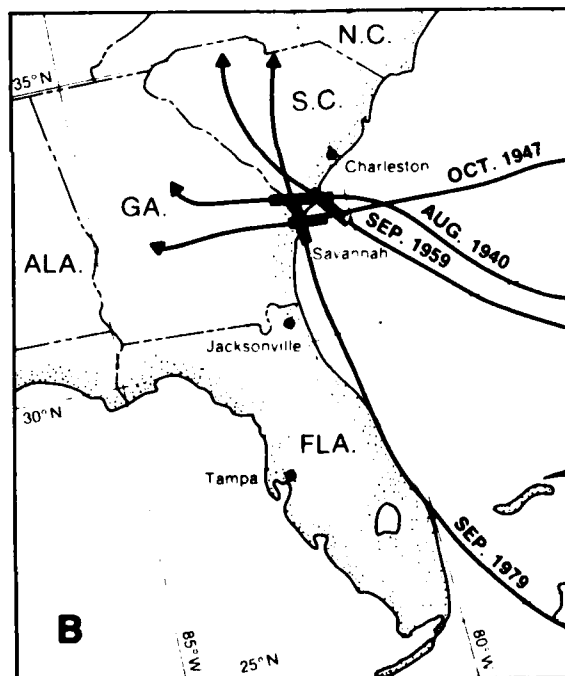 N.C.
35°N
S.C.
Charleston
OCT. 1947
GA.
AUG. 1940
SEP. 1959
Savannah
ALA.
Jacksonville
30°N
FLA.
Tampa
SEP. 1979
B
85°W
25°N
80°W